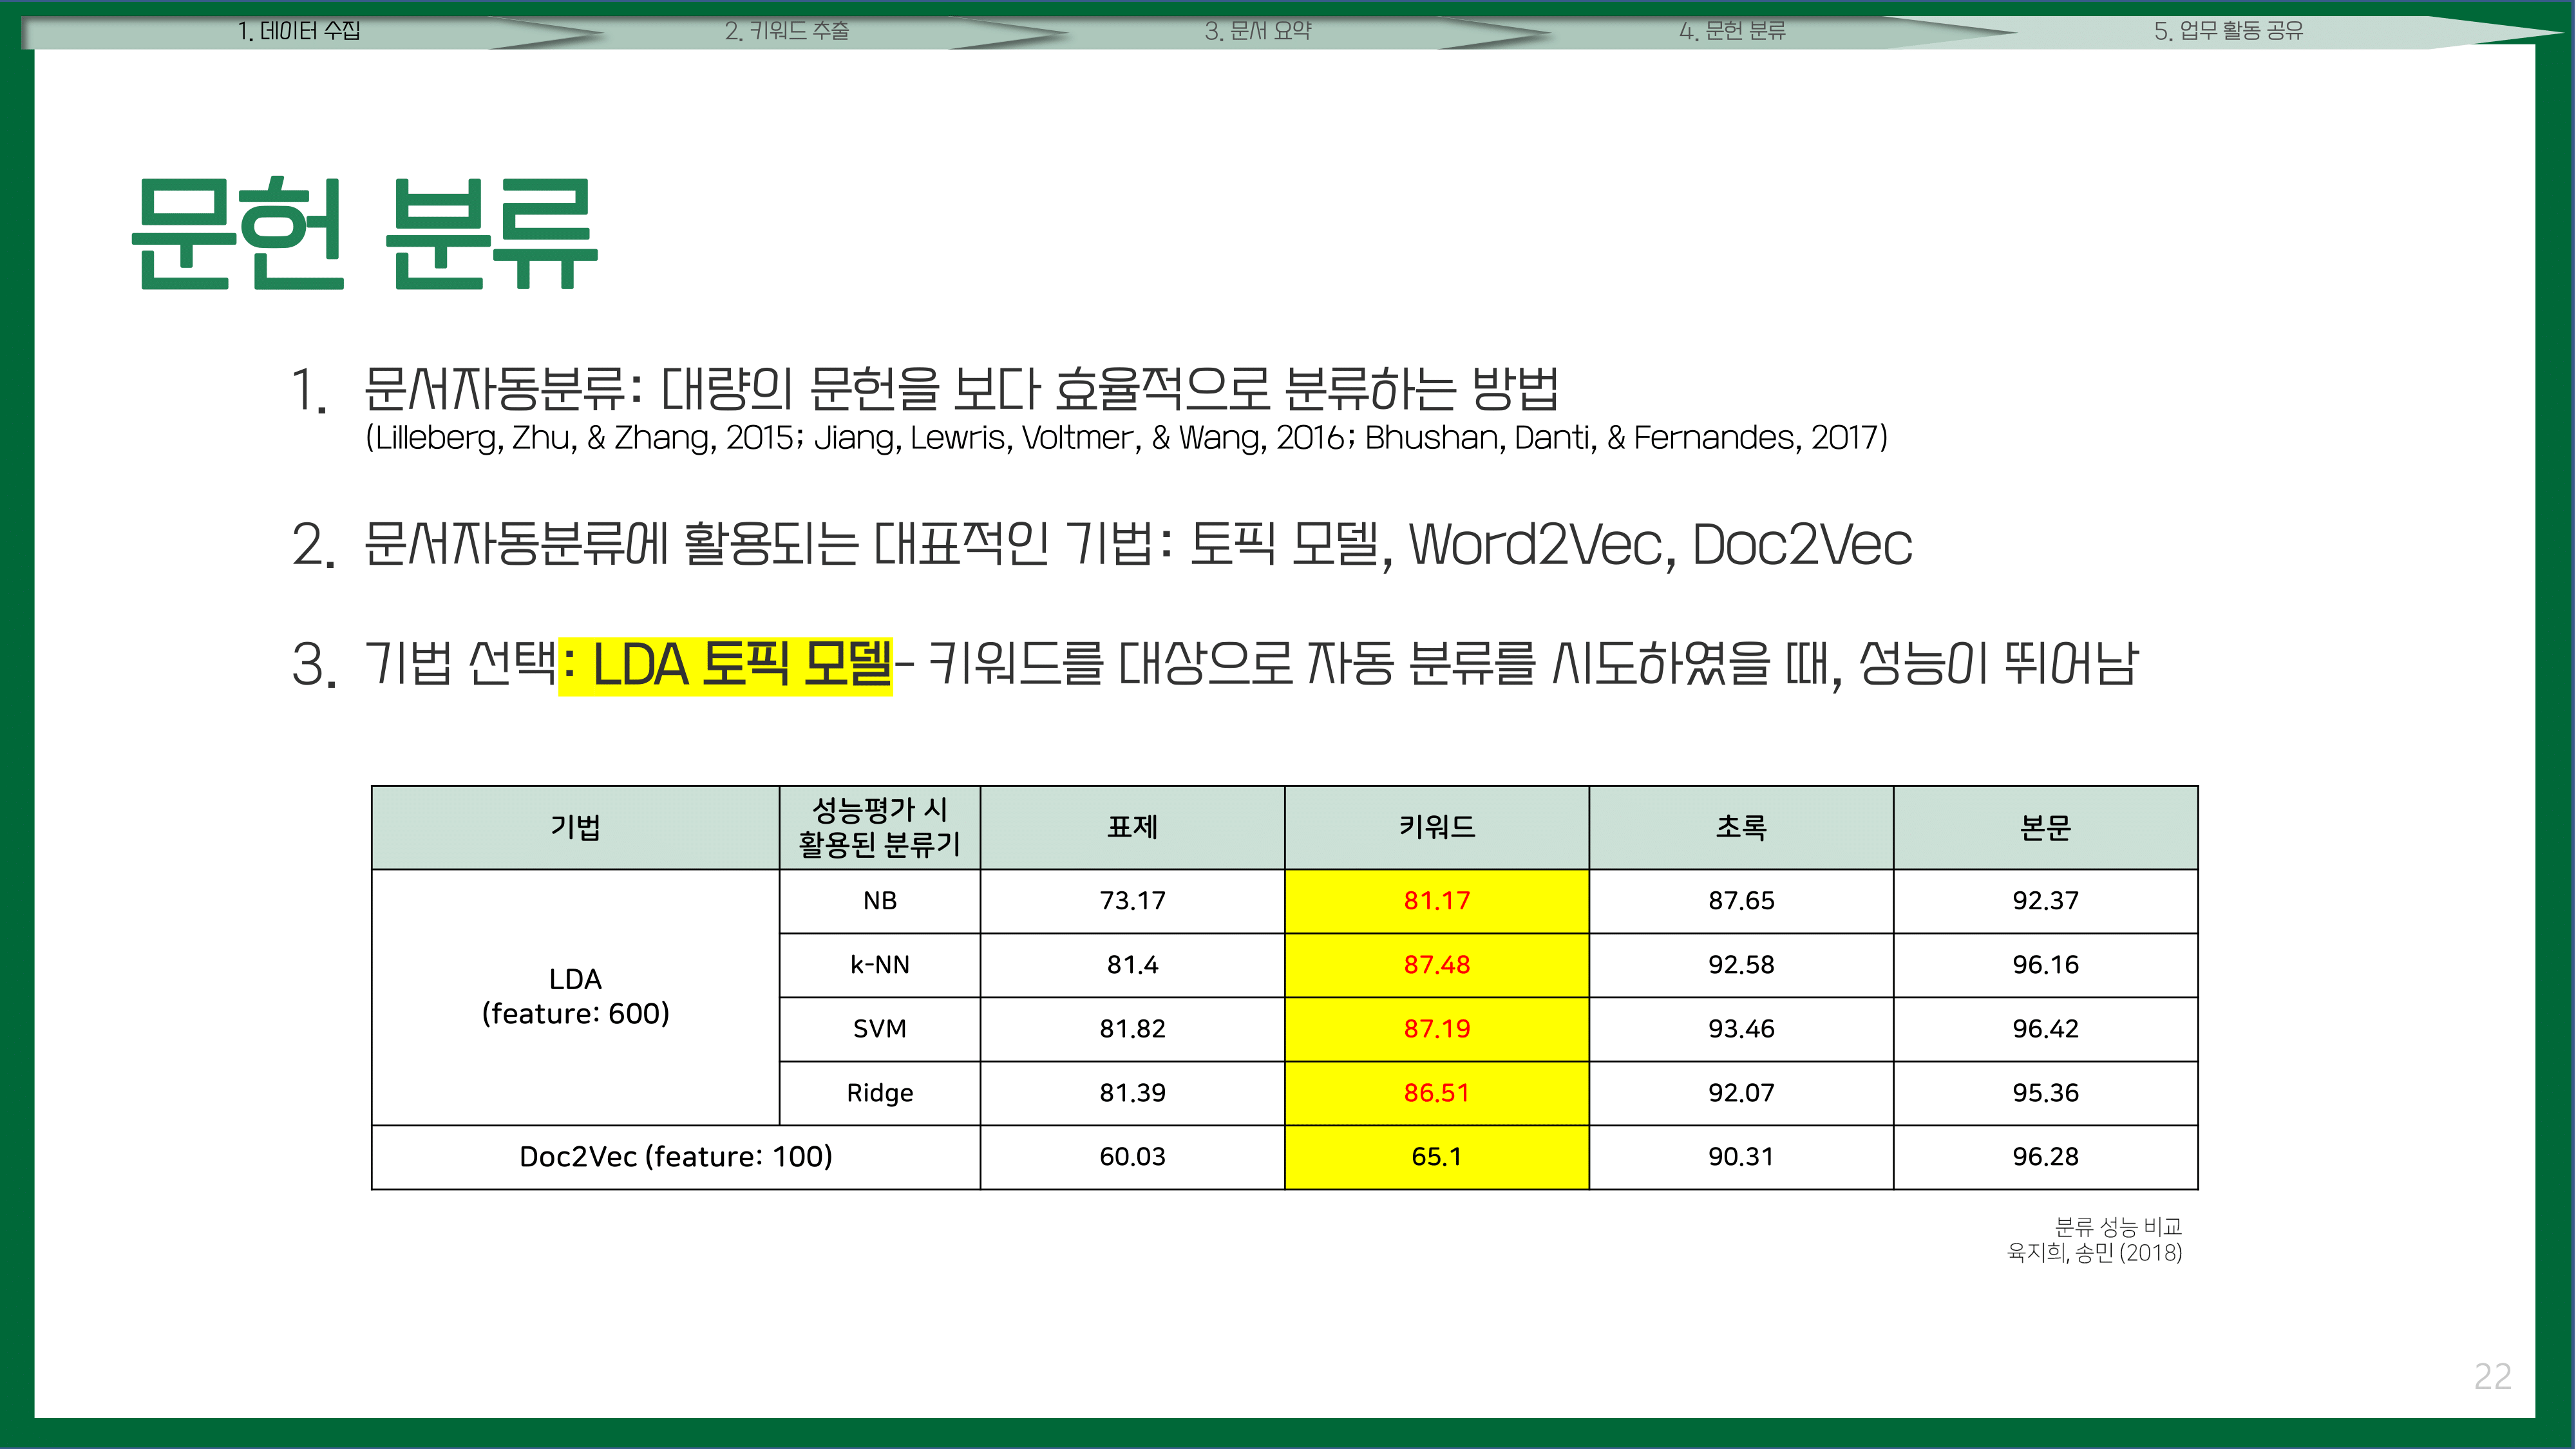 1. 데이터 수집
2. 키워드 추출
3. 문서 요약
4. 문헌 분류
5. 업무 활동 공유
문헌 분류
1. 문서자동분류: 대량의 문헌을 보다 효율적으로 분류하는 방법
(Lilleberg, Zhu, & Zhang, 2015; Jiang, Lewris, Voltmer, & Wang, 2016; Bhushan, Danti, & Fernandes, 2017)
2. 문서자동분류에 활용되는 대표적인 기법: 토픽 모델, Word2Vec, Doc2Vec
3. 기법 선택: LDA 토픽 모델- 키워드를 대상으로 자동 분류를 시도하였을 때, 성능이 뛰어남
기법 성능평가 시 표제 키워드 초록 본문
활용된 분류기
NB 73.17 81.17 87.65 92.37
k-NN 81.4 87.48 92.58 96.16
LDA
(feature: 600)
SVM 81.82 87.19 93.46 96.42
Ridge 81.39 86.51 92.07 95.36
Doc2Vec (feature: 100) 60.03 65.1 90.31 96.28
분류 성능 비교
육지희, 송민 (2018)
22